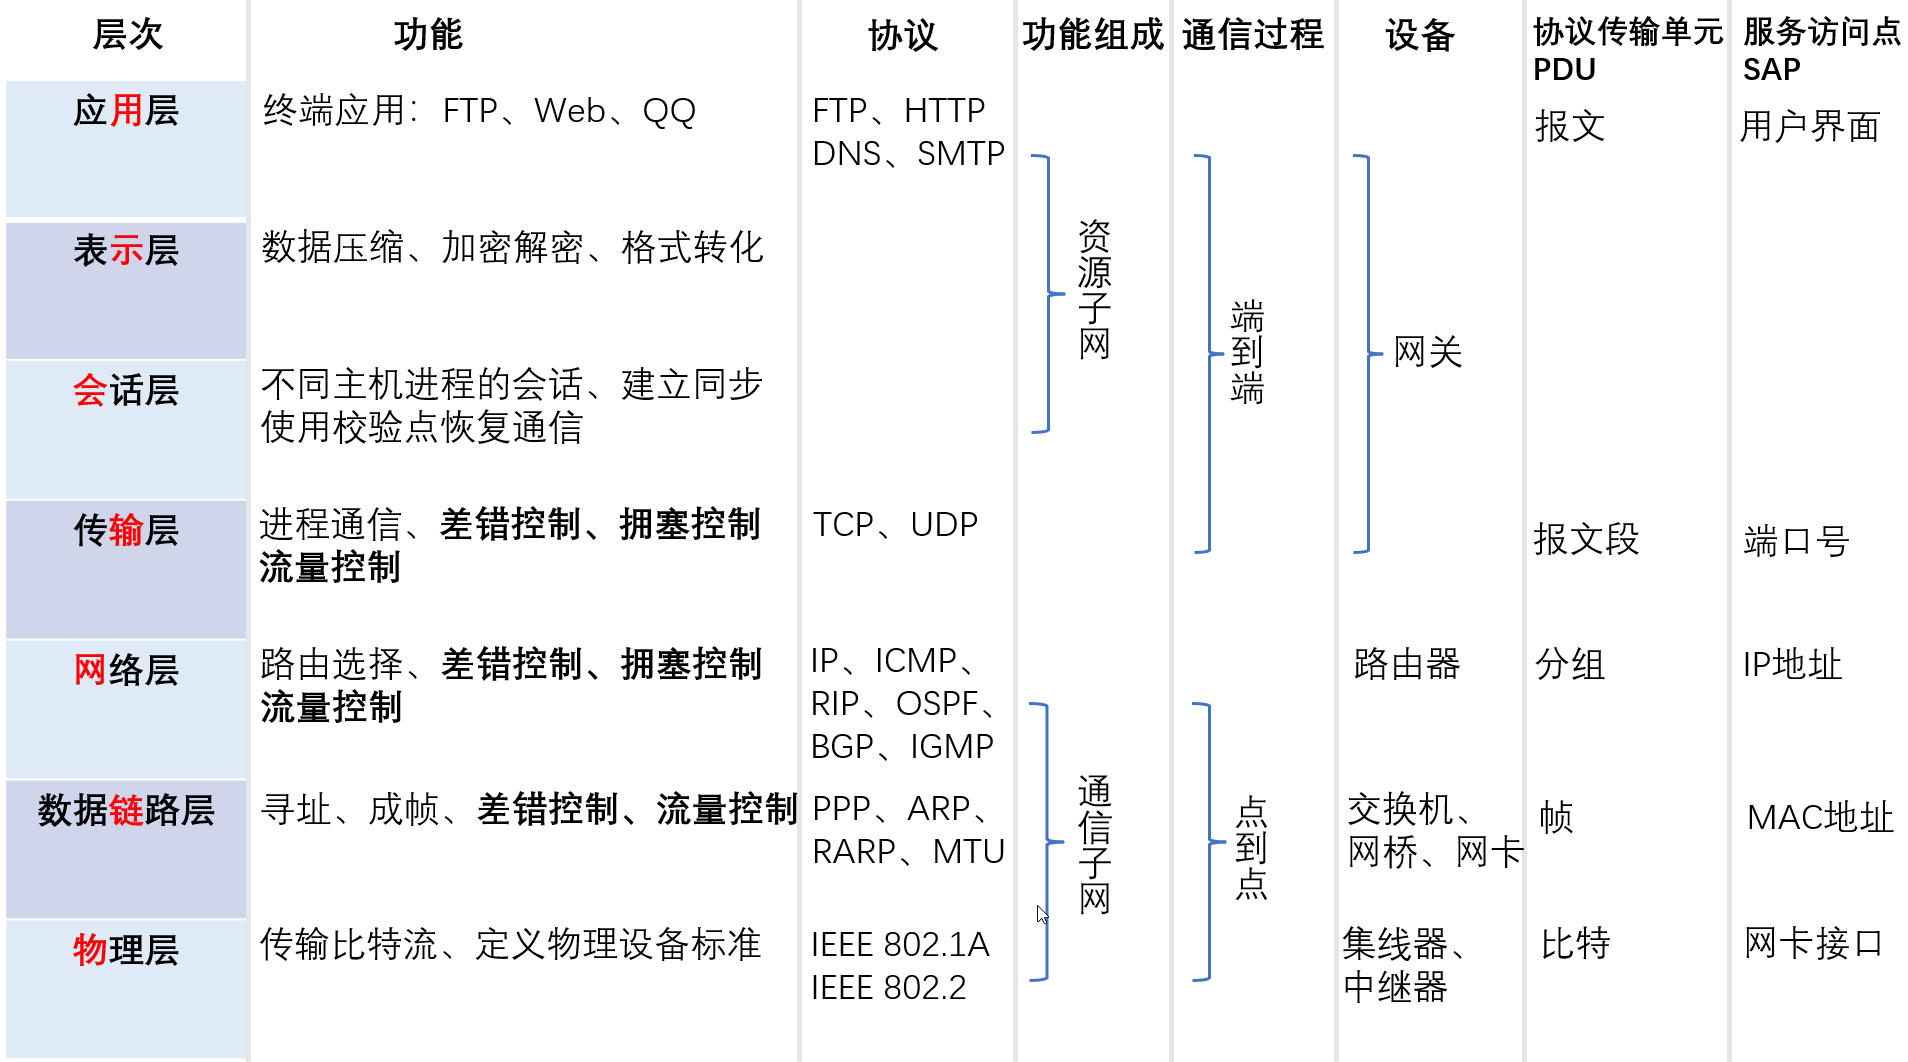 层次
功能
协议
功能组成
通信过程
设备
协议传输单元
PDU
服务访问点
SAP
应用层
终端应用：FTP、Web、QQ
FTP、HTTP
DNS、SMTP
报文
用户界面
表示层
数据压缩、加密解密、格式转化
资源子网
会话层
不同主机进程的会话、建立同步
使用校验点恢复通信
端到端
网关
传输层
进程通信、差错控制、拥塞控制
流量控制
TCP、UDP
报文段
端口号
网络层
路由选择、差错控制、拥塞控制
流量控制
IP、ICMP、
RIP、OSPF、
BGP、IGMP
路由器
分组
IP地址
数据链路层
寻址、成帧、差错控制、流量控制
PPP、ARP、
RARP、MTU
通信子网
点到点
交换机、
网桥、网卡
帧
MAC地址
物理层
传输比特流、定义物理设备标准
IEEE 802.1A
IEEE 802.2
集线器、
中继器
比特
网卡接口